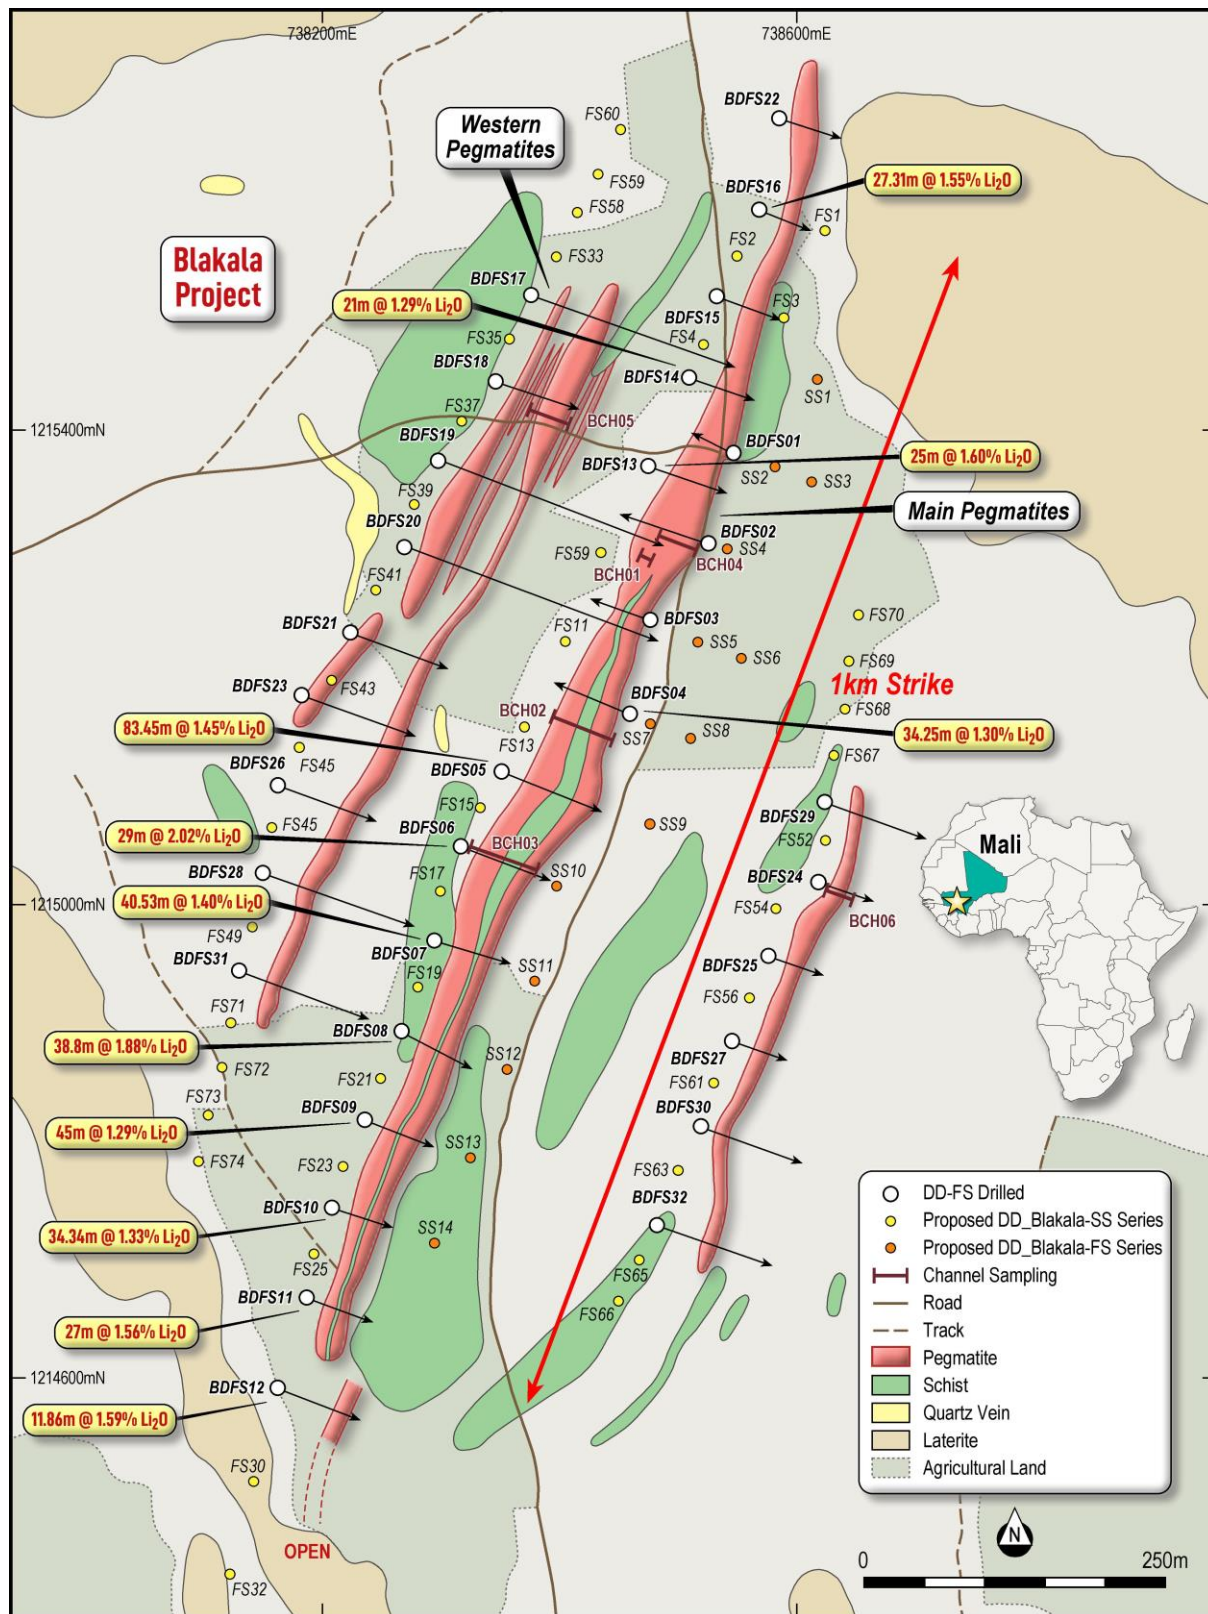 738200mE
738600mE
BDFS22
FS60
Western
Pegmatites
FS59
BDFS16
27.31m @ 1.55% Li₂O
FS58
FS1
Blakala
Project
FS33
FS2
BDFS17
21m @ 1.29% Li₂O
BDFS15
FS3
FS35
FS4
BDFS18
BDFS14
SS1
FS37
BCH05
1215400mN
BDFS19
BDFS01
BDFS13
25m @ 1.60% Li₂O
SS2
SS3
FS39
Main Pegmatites
BDFS20
BDFS02
FS59
SS4
BCH04
BCH01
FS41
BDFS21
BDFS03
FS70
FS11
SS5
SS6
FS69
BDFS23
FS43
1km Strike
BDFS04
FS68
BCH02
83.45m @ 1.45% Li₂O
FS13
SS7
SS8
34.25m @ 1.30% Li₂O
FS45
FS67
BDFS26
BDFS05
FS15
BDFS29
FS45
SS9
29m @ 2.02% Li₂O
BDFS06
BCH03
FS52
Mali
BDFS28
FS17
SS10
BDFS24
40.53m @ 1.40% Li₂O
1215000mN
FS54
BCH06
FS49
BDFS07
BDFS31
FS19
SS11
BDFS25
FS56
FS71
BDFS08
38.8m @ 1.88% Li₂O
BDFS27
FS72
FS21
SS12
FS61
FS73
BDFS09
45m @ 1.29% Li₂O
BDFS30
FS74
FS23
SS13
FS63
BDFS10
34.34m @ 1.33% Li₂O
SS14
BDFS32
FS25
FS65
BDFS11
FS66
27m @ 1.56% Li₂O
1214600mN
BDFS12
11.86m @ 1.59% Li₂O
FS30
OPEN
FS32
DD-FS Drilled
Proposed DD_Blakala-SS Series
Proposed DD_Blakala-FS Series
Channel Sampling
Road
Track
Pegmatite
Schist
Quartz Vein
Laterite
Agricultural Land
N
0
250m